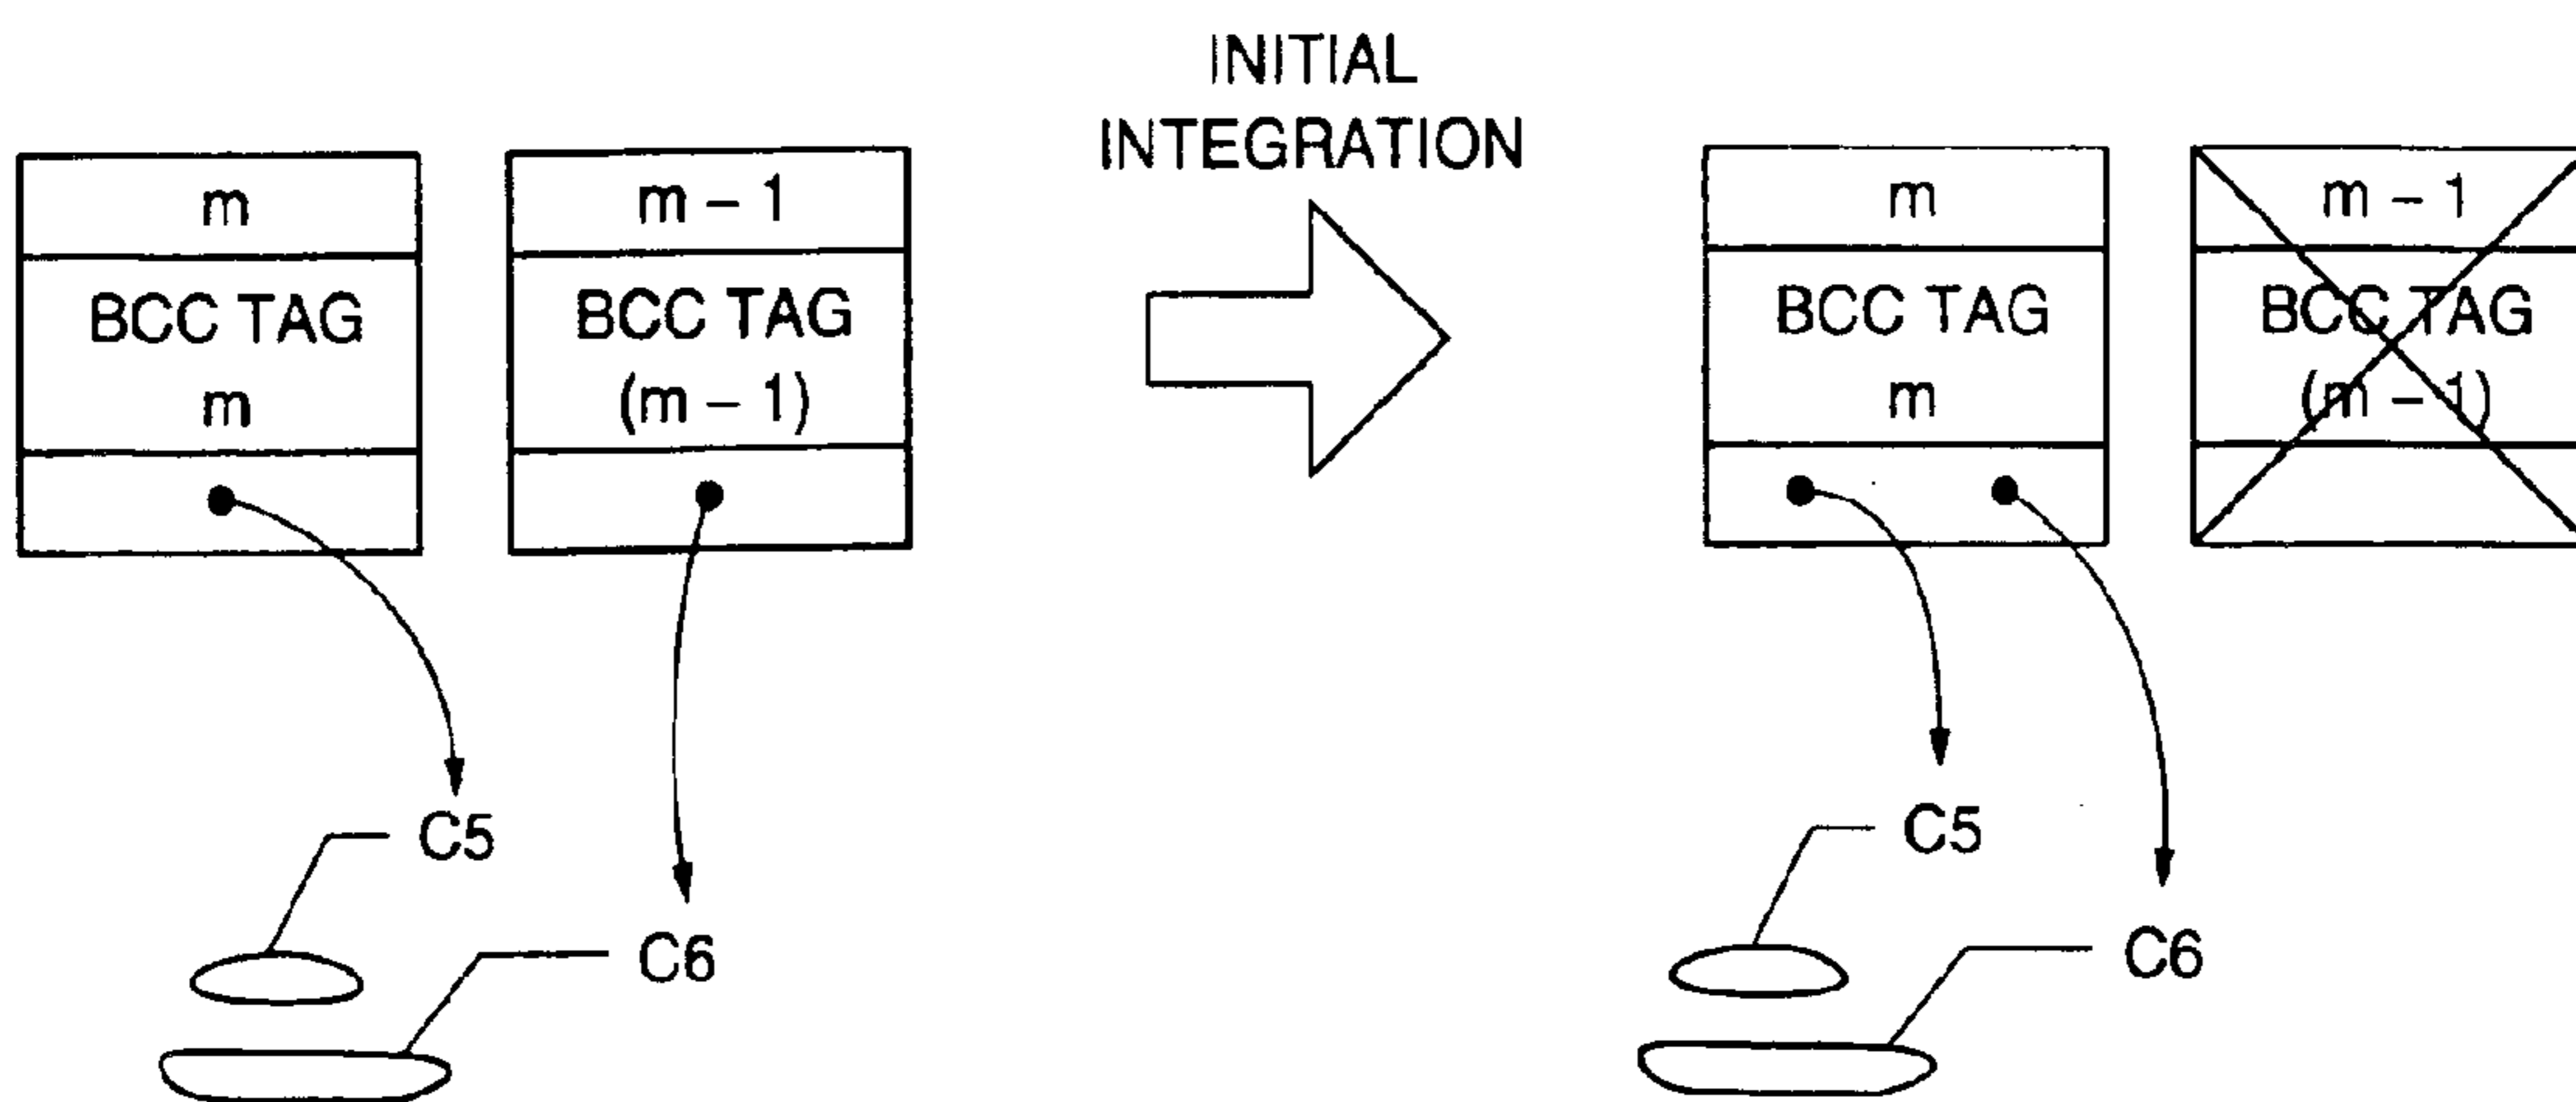 INITIAL
INTEGRATION
m
BCC TAG
m
m – 1
BCC TAG
(m – 1)
C5
C6
m
BCC TAG
m
m – 1
BCC TAG
(m – 1)
C5
C6